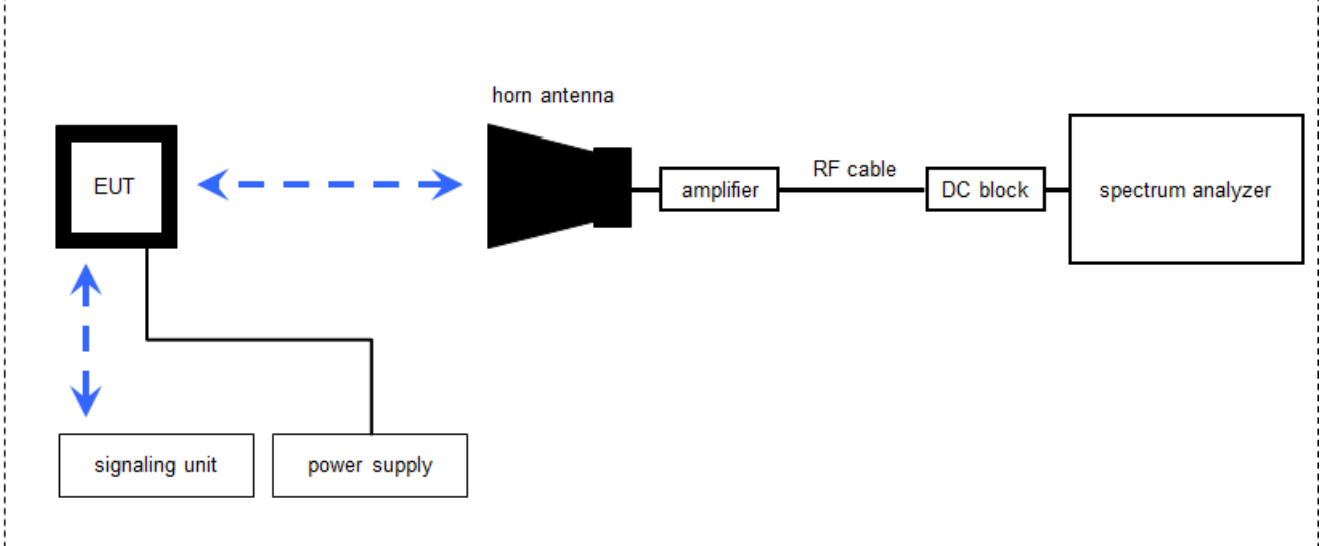 horn antenna
EUT
amplifier
RF cable
DC block
spectrum analyzer
signaling unit
power supply